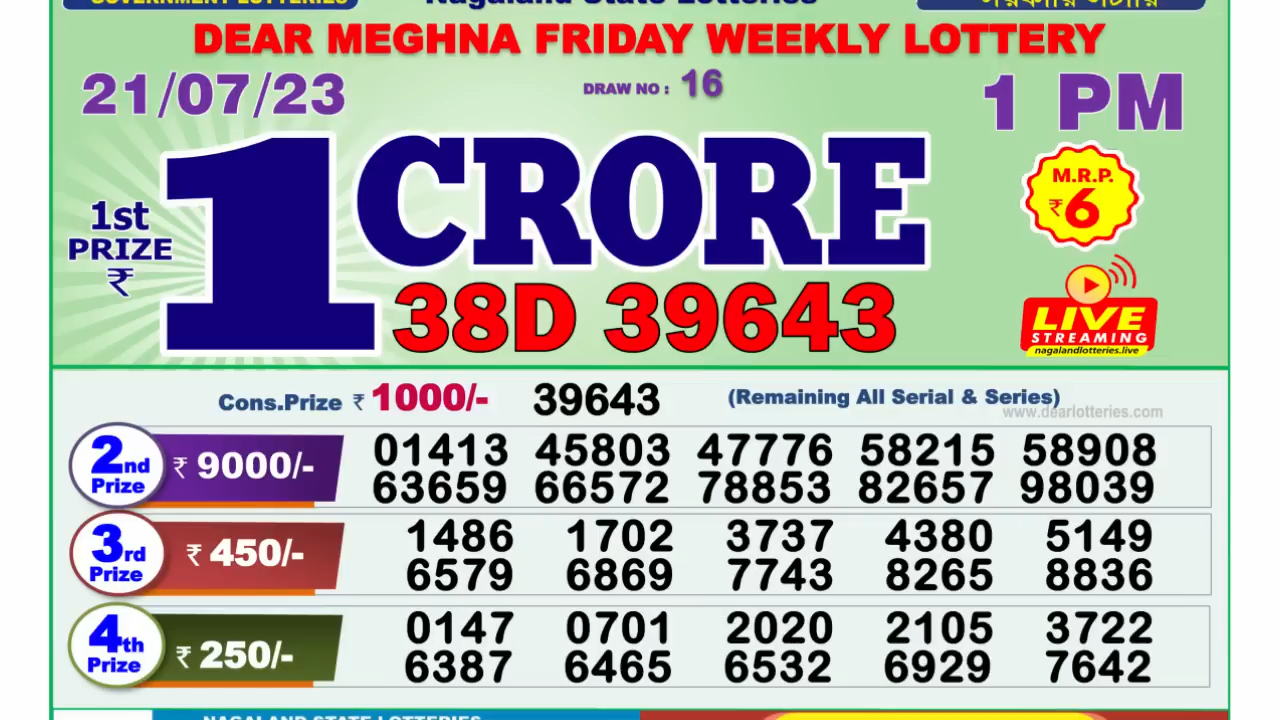 GOVERNMENT LOTTERIES
Nagaland State Lotteries
DEAR MEGHNA FRIDAY WEEKLY LOTTERY
21/07/23
DRAW NO : 16
1 PM
1st
PRIZE
₹
1 CRORE
38D 39643
M.R.P.
₹6
LIVE
STREAMING
nagalandlotteries.live
Cons.Prize ₹ 1000/- 39643 (Remaining All Serial & Series)
www.dearlotteries.com
2nd Prize ₹ 9000/-
01413 45803 47776 58215 58908
63659 66572 78853 82657 98039
3rd Prize ₹ 450/-
1486 1702 3737 4380 5149
6579 6869 7743 8265 8836
4th Prize ₹ 250/-
0147 0701 2020 2105 3722
6387 6465 6532 6929 7642
NAGALAND STATE LOTTERIES